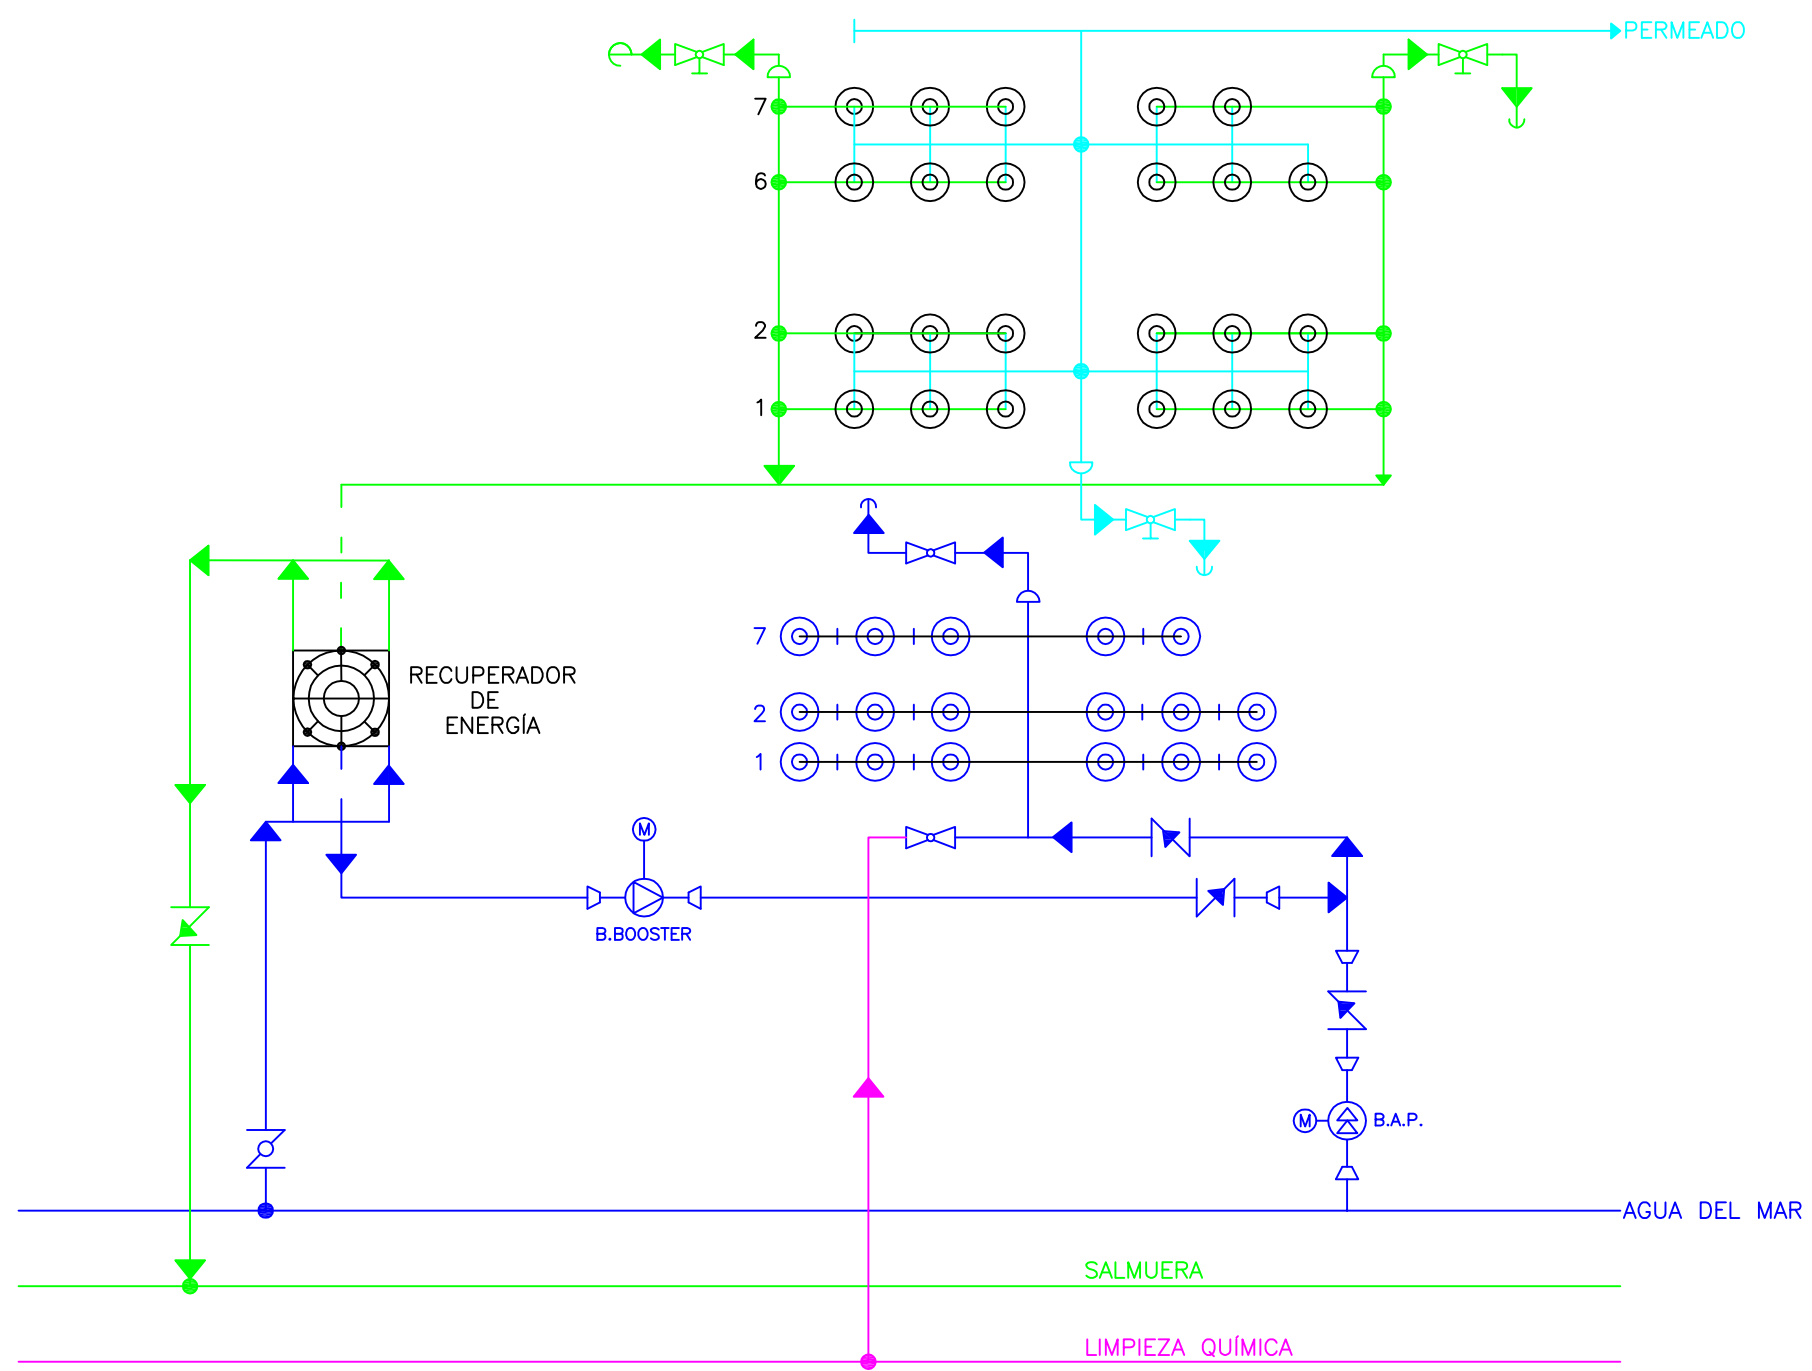 PERMEADO
7
6
2
1
RECUPERADOR
DE
ENERGÍA
7
2
1
M
B.BOOSTER
M
B.A.P.
AGUA DEL MAR
SALMUERA
LIMPIEZA QUÍMICA